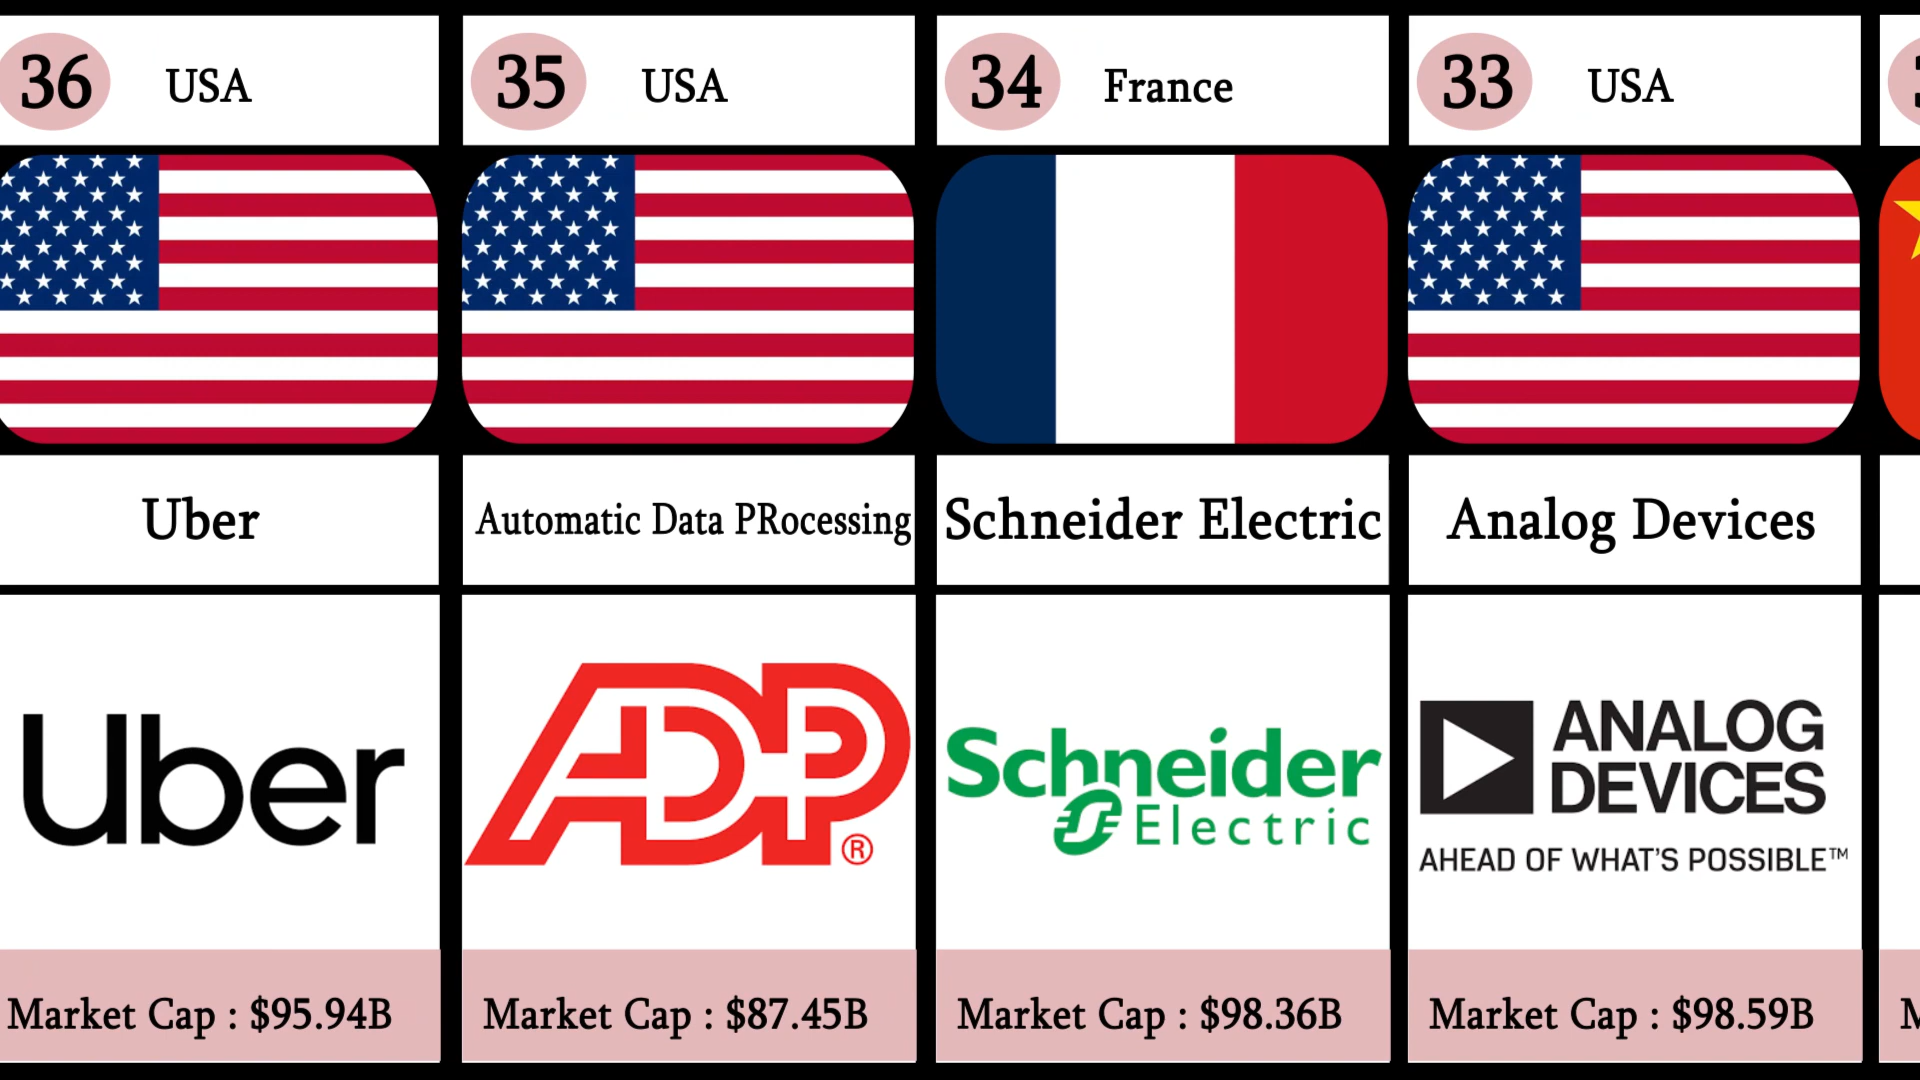 36 USA
35 USA
34 France
33 USA
Uber
Automatic Data PRocessing
Schneider Electric
Analog Devices
Uber
ADP®
Schneider
Electric
ANALOG
DEVICES
AHEAD OF WHAT'S POSSIBLE™
Market Cap : $95.94B
Market Cap : $87.45B
Market Cap : $98.36B
Market Cap : $98.59B